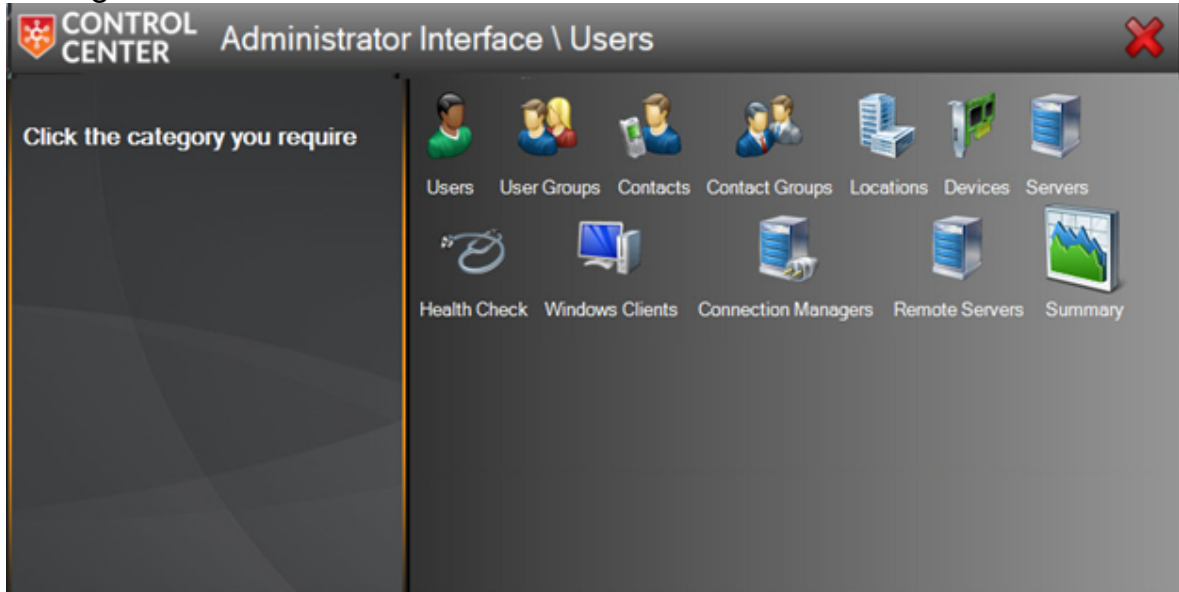 CONTROL
CENTER
Administrator Interface \ Users
Click the category you require
Users User Groups Contacts Contact Groups Locations Devices Servers
Health Check Windows Clients Connection Managers Remote Servers Summary